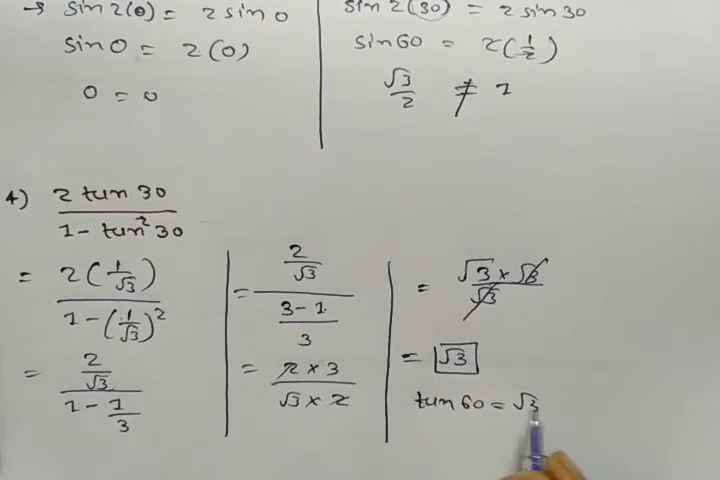 → sin 2(0) = 2 sin 0
sin 0 = 2(0)
0 = 0
sin 2(30) = 2 sin 30
sin 60 = 2(1/2)
√3/2 ≠ 1
4) 2 tan 30 / 1 - tan² 30
= 2(1/√3) / 1 - (1/√3)²
= 2/√3 / 1 - 1/3
= 2/√3 / 3 - 1/3
= 2 × 3 / √3 × 2
= √3 × √3 / √3
= √3
tan 60 = √3